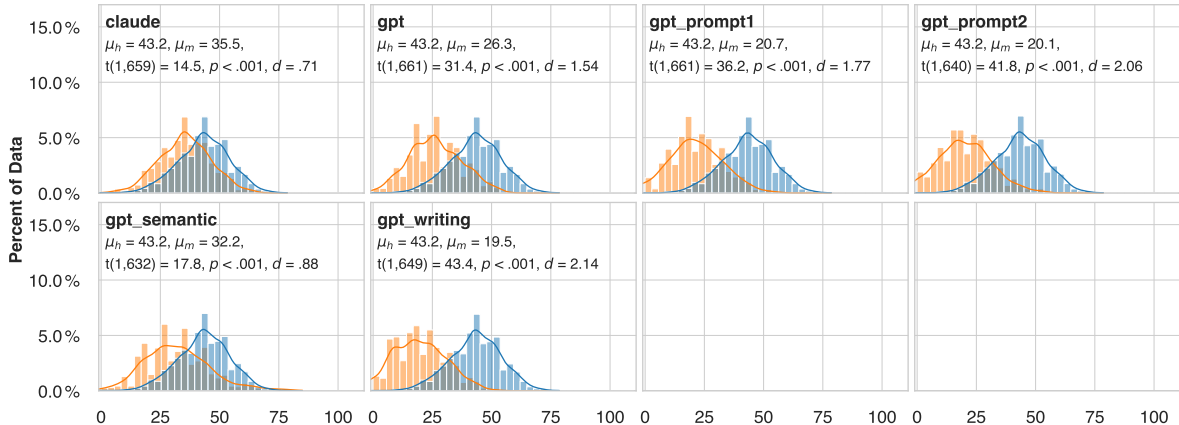 Percent of Data
15.0 %
10.0 %
5.0 %
0.0 %
claude
μh = 43.2, μm = 35.5,
t(1,659) = 14.5, p < .001, d = .71
gpt
μh = 43.2, μm = 26.3,
t(1,661) = 31.4, p < .001, d = 1.54
gpt_prompt1
μh = 43.2, μm = 20.7,
t(1,661) = 36.2, p < .001, d = 1.77
gpt_prompt2
μh = 43.2, μm = 20.1,
t(1,640) = 41.8, p < .001, d = 2.06
15.0 %
10.0 %
5.0 %
0.0 %
gpt_semantic
μh = 43.2, μm = 32.2,
t(1,632) = 17.8, p < .001, d = .88
gpt_writing
μh = 43.2, μm = 19.5,
t(1,649) = 43.4, p < .001, d = 2.14
0 25 50 75 100
0 25 50 75 100
0 25 50 75 100
0 25 50 75 100